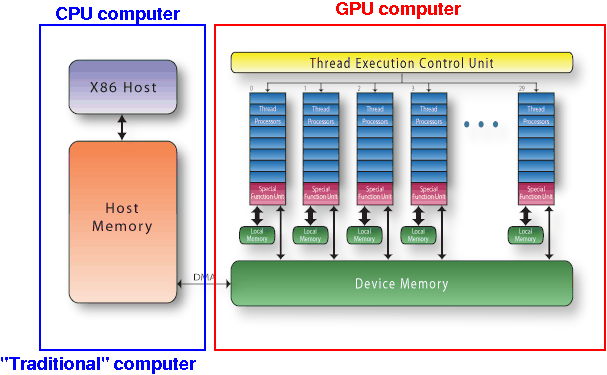 CPU computer
GPU computer
X86 Host
Host
Memory
DMA
Thread Execution Control Unit
0
1
2
3
29
Thread
Processors
Thread
Processors
Thread
Processors
Thread
Processors
Thread
Processors
Special
Function Unit
Special
Function Unit
Special
Function Unit
Special
Function Unit
Special
Function Unit
Local
Memory
Local
Memory
Local
Memory
Local
Memory
Local
Memory
Device Memory
"Traditional" computer